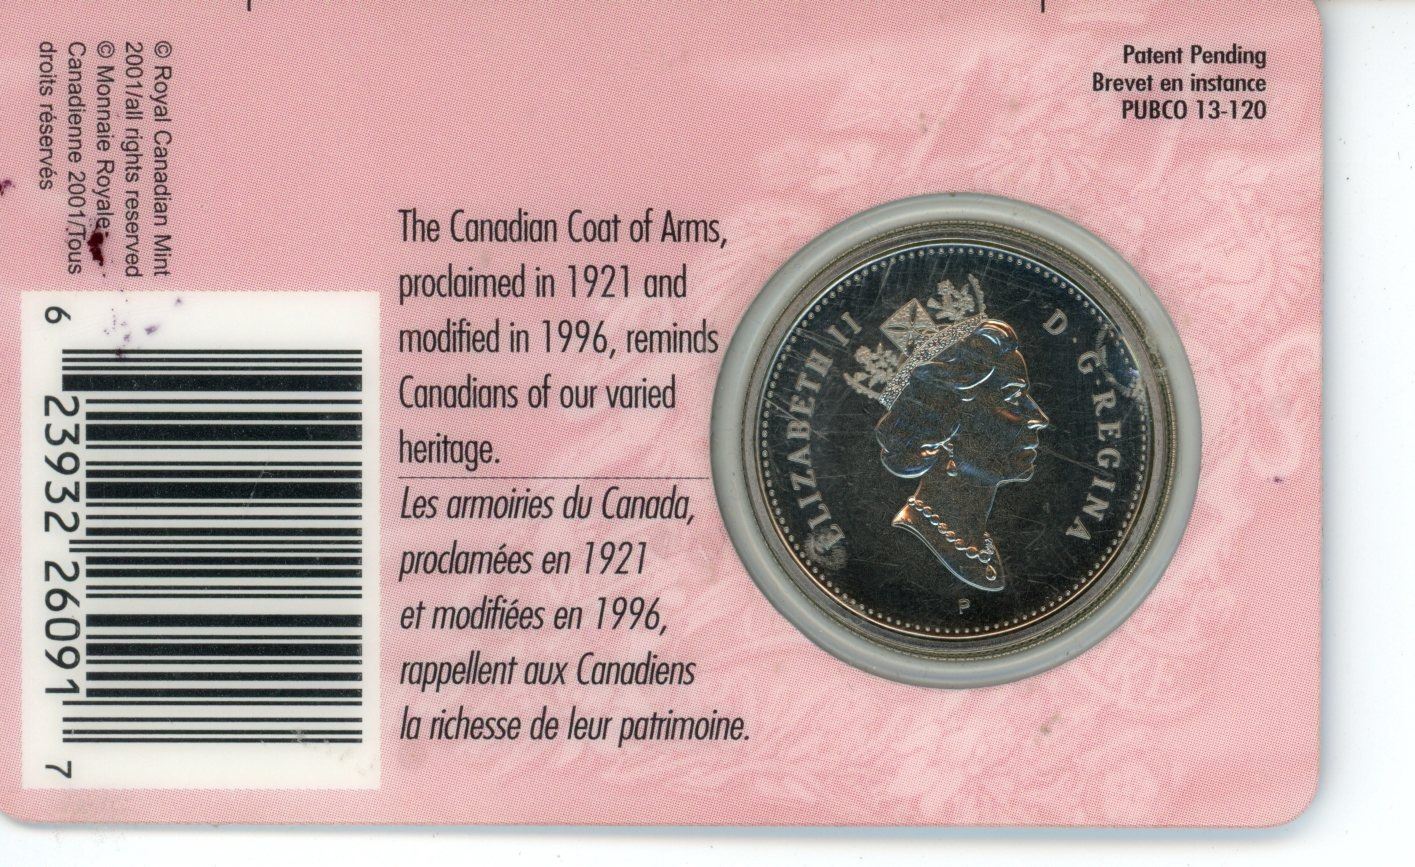 © Royal Canadian Mint
2001/all rights reserved
© Monnaie Royale
Canadienne 2001/Tous
droits réservés
Patent Pending
Brevet en instance
PUBCO 13-120
The Canadian Coat of Arms,
proclaimed in 1921 and
modified in 1996, reminds
Canadians of our varied
heritage.
Les armoiries du Canada,
proclamées en 1921
et modifiées en 1996,
rappellent aux Canadiens
la richesse de leur patrimoine.
6 23932 26091 7
ELIZABETH II D·G·REGINA
P